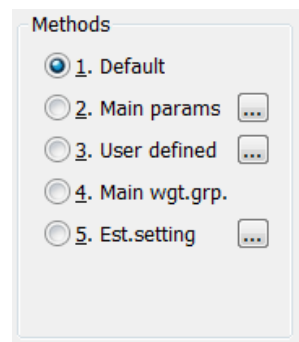 Methods
1. Default
2. Main params ...
3. User defined ...
4. Main wgt.grp.
5. Est.setting ...